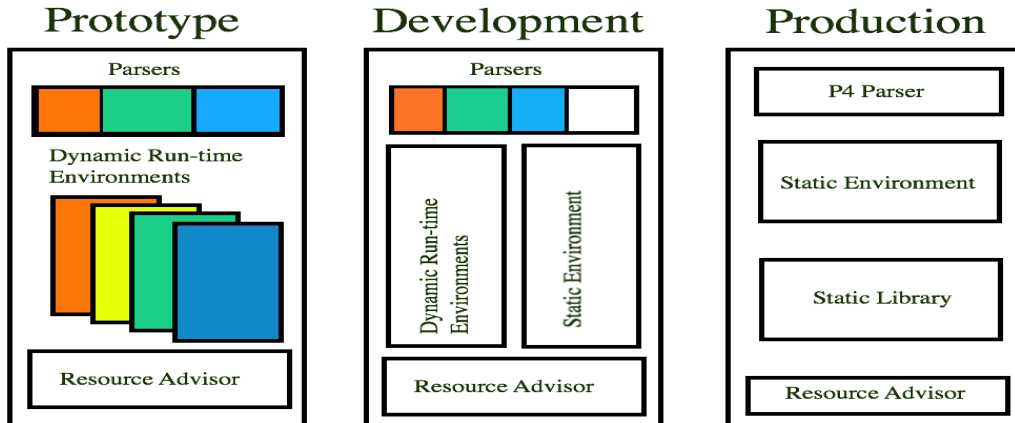 Prototype
Parsers
Dynamic Run-time
Environments
Resource Advisor
Development
Parsers
Dynamic Run-time
Environments
Static Environment
Resource Advisor
Production
P4 Parser
Static Environment
Static Library
Resource Advisor